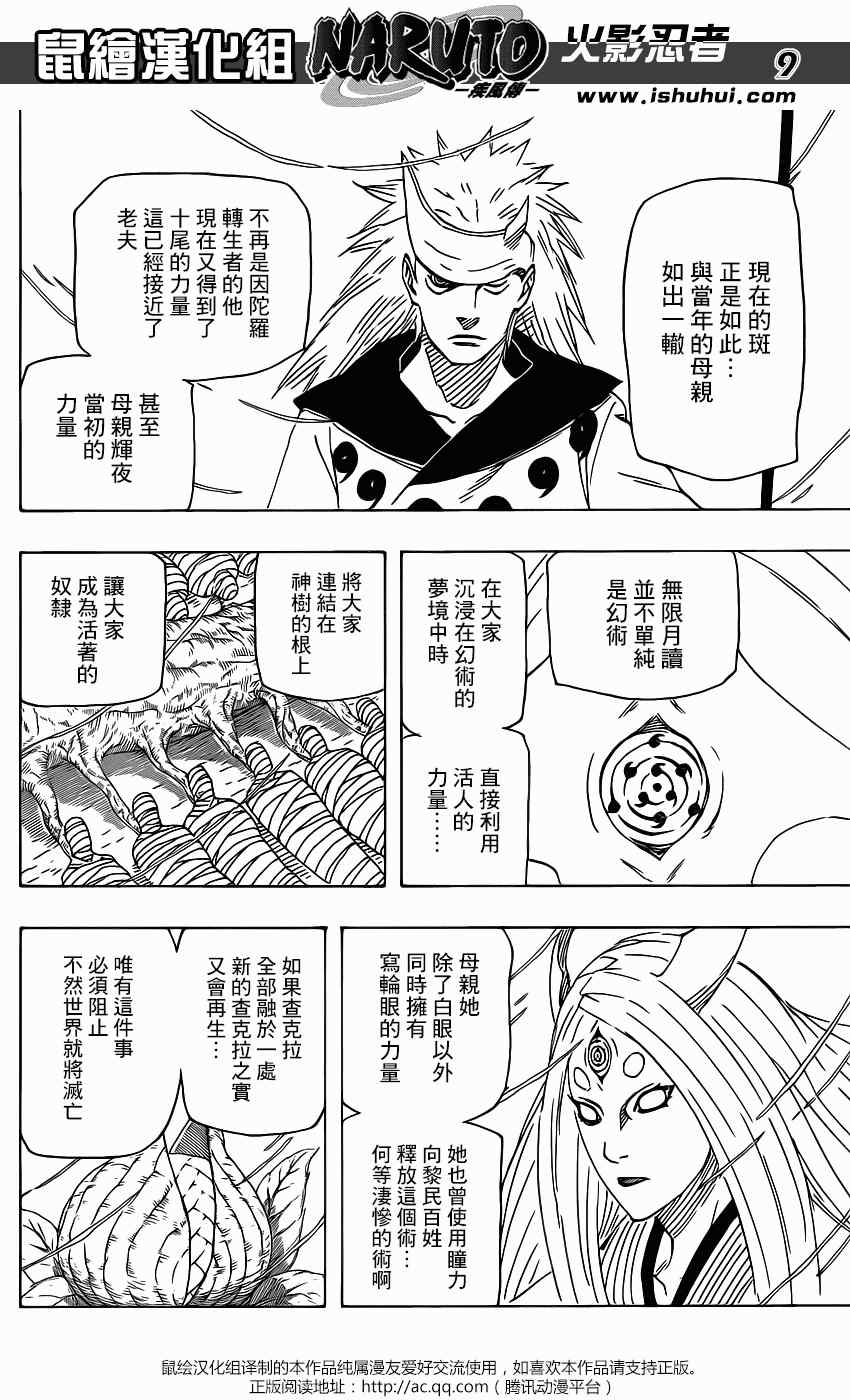 鼠繪漢化組
NARUTO
疾風傳
火影忍者
9
www.ishuhui.com
現在的斑
正是如此…
與當年的母親
如出一轍
不再是因陀羅
轉生者的他
現在又得到了
十尾的力量
這已經接近了
老夫
甚至
母親輝夜
當初的
力量
無限月讀
並不單純
是幻術
在大家
沉浸在幻術的
夢境中時
直接利用
活人的
力量……
將大家
連結在
神樹的根上
讓大家
成為活著的
奴隸
母親她
除了白眼以外
同時擁有
寫輪眼的力量
她也曾使用瞳力
向黎民百姓
釋放這個術…
何等淒慘的術啊
如果查克拉
全部融於一處
新的查克拉之實
又會再生…
唯有這件事
必須阻止
不然世界就將滅亡
鼠绘汉化组译制的本作品纯属漫友爱好交流使用，如喜欢本作品请支持正版。
正版阅读地址：http://ac.qq.com（腾讯动漫平台）